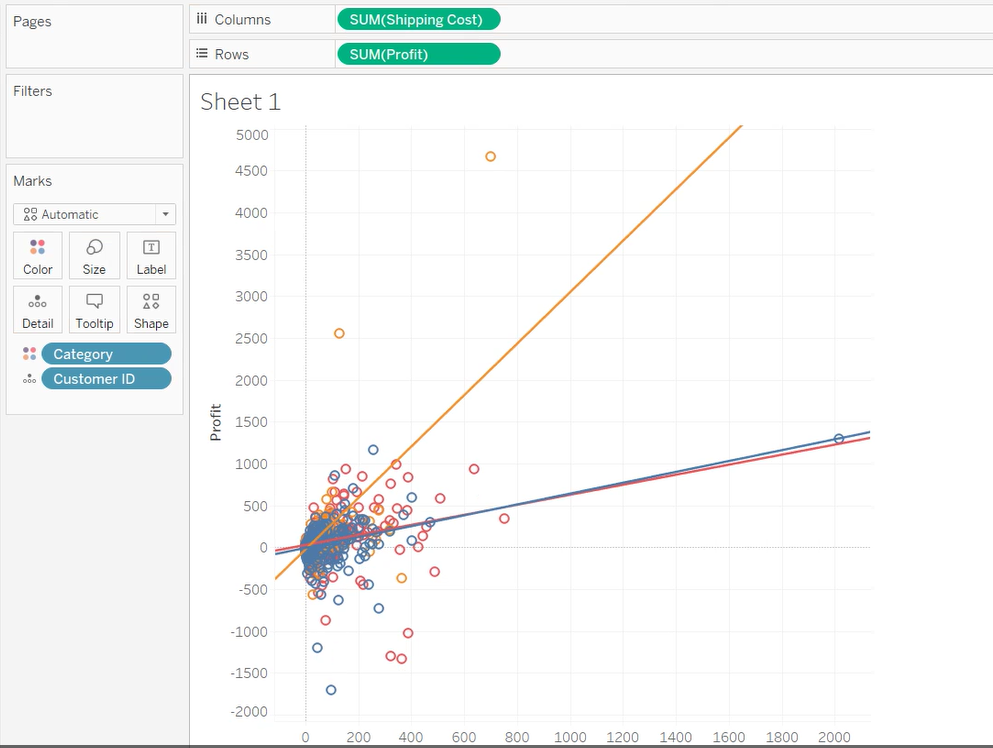 Pages
Columns
SUM(Shipping Cost)
Rows
SUM(Profit)
Filters
Marks
Automatic
Color
Size
Label
Detail
Tooltip
Shape
Category
Customer ID
Sheet 1
Profit
5000
4500
4000
3500
3000
2500
2000
1500
1000
500
0
-500
-1000
-1500
-2000
0 200 400 600 800 1000 1200 1400 1600 1800 2000